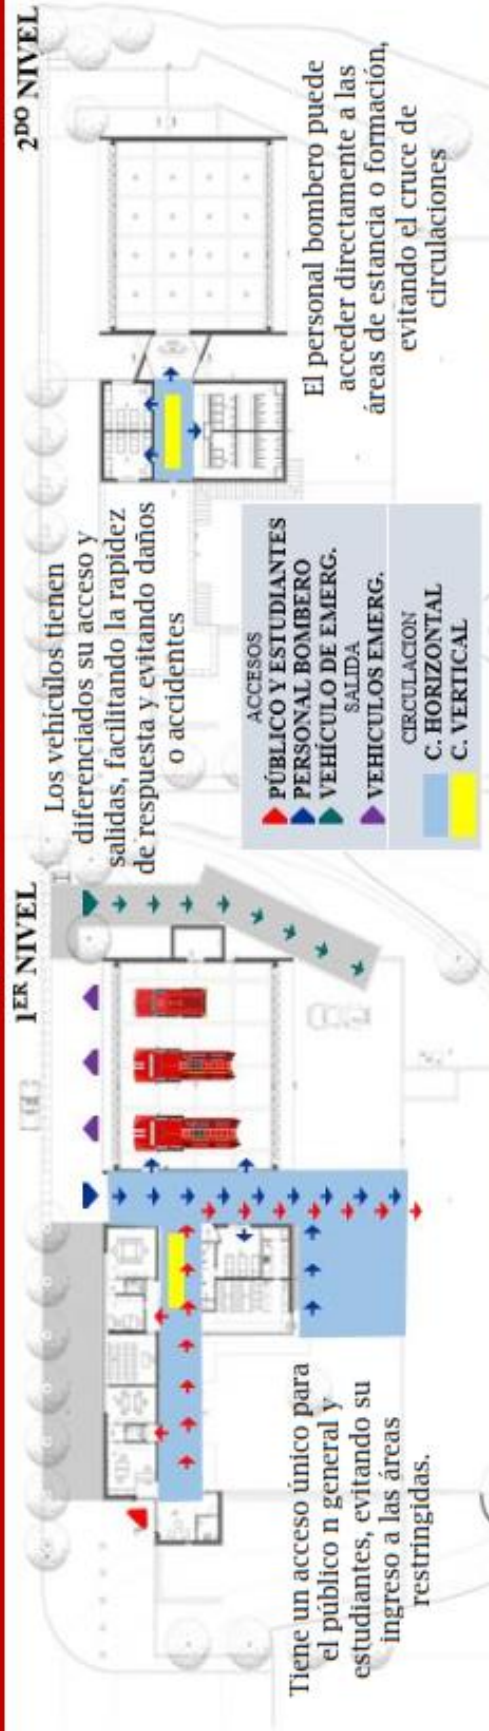 1ER NIVEL
Tiene un acceso único para
el público n general y
estudiantes, evitando su
ingreso a las áreas
restringidas.
Los vehículos tienen
diferenciados su acceso y
salidas, facilitando la rapidez
de respuesta y evitando daños
o accidentes
ACCESOS
PÚBLICO Y ESTUDIANTES
PERSONAL BOMBERO
VEHÍCULO DE EMERG.
SALIDA
VEHICULOS EMERG.
CIRCULACION
C. HORIZONTAL
C. VERTICAL
2DO NIVEL
El personal bombero puede
acceder directamente a las
áreas de estancia o formación,
evitando el cruce de
circulaciones